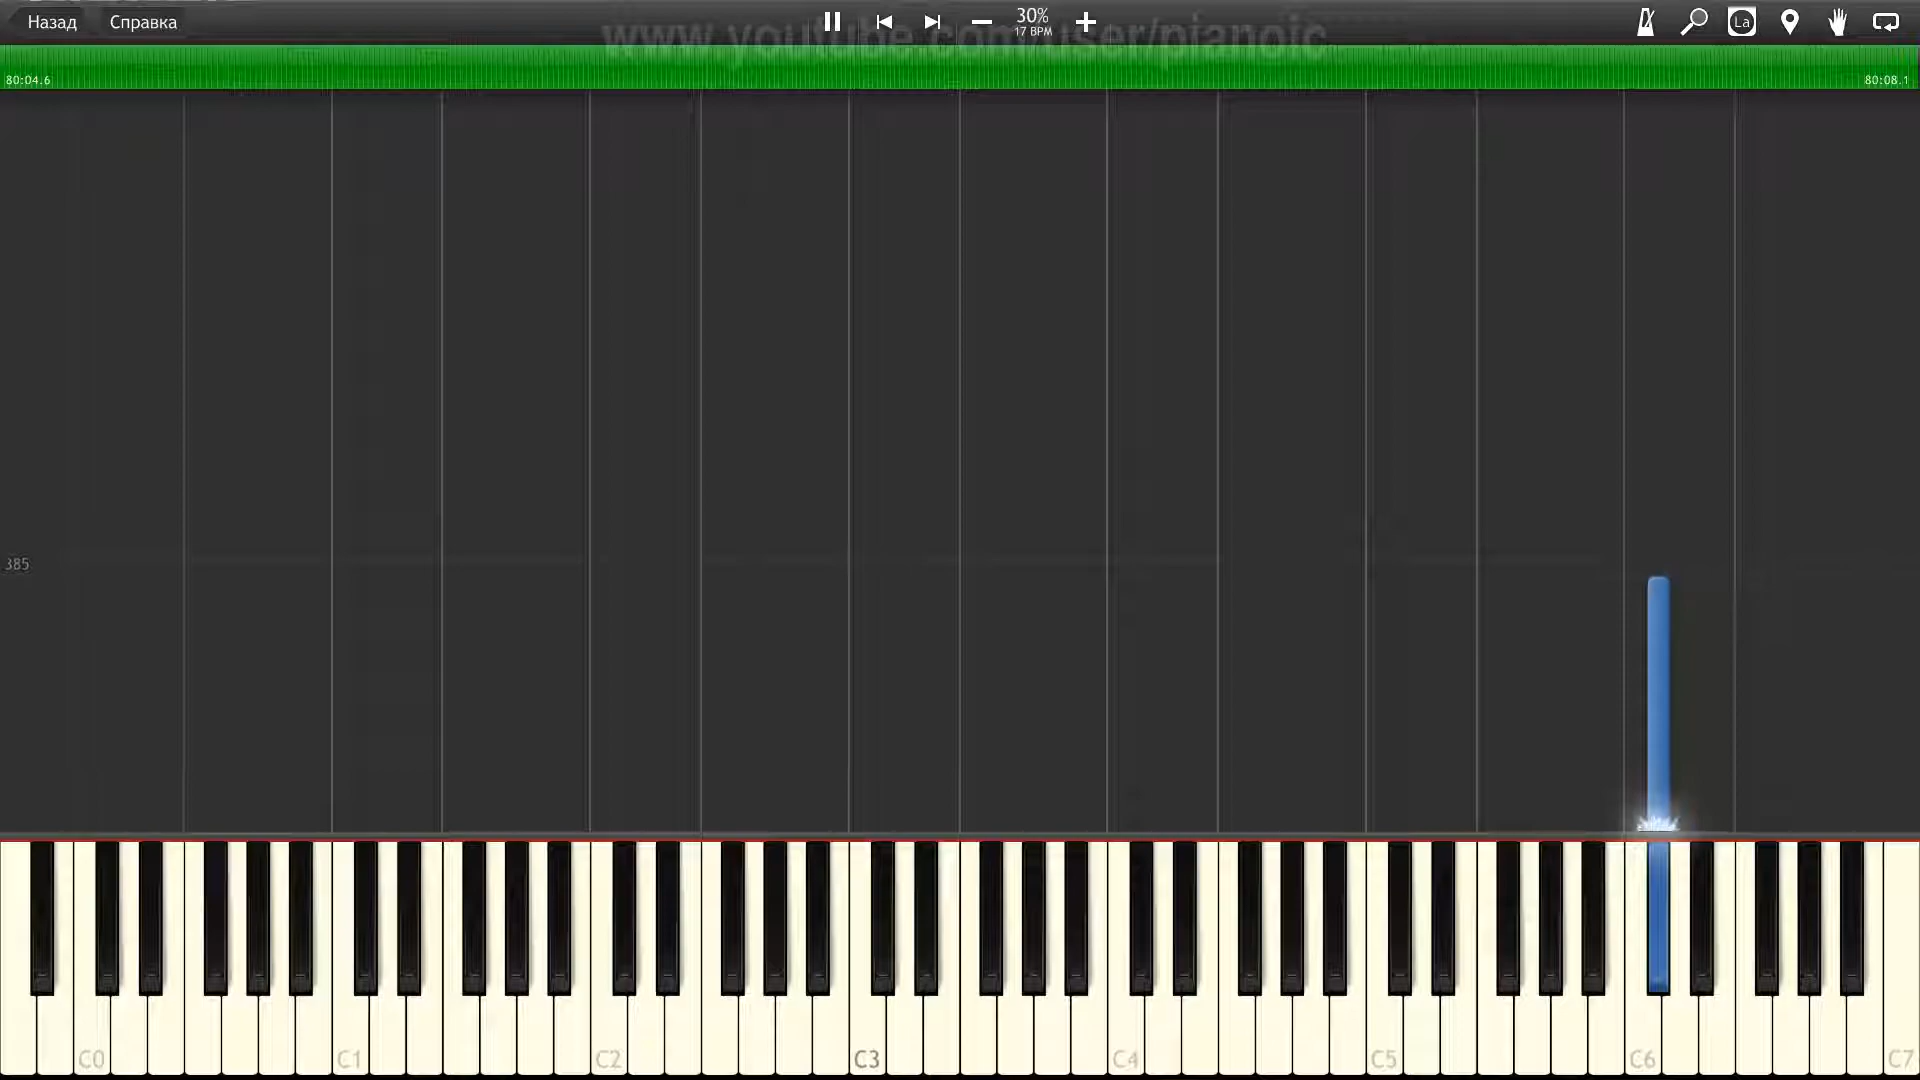 Назад Справка 30% La
17 BPM
www.youtube.com/user/pianoic
80:04.6 80:08.1
385
C0 C1 C2 C3 C4 C5 C6 C7